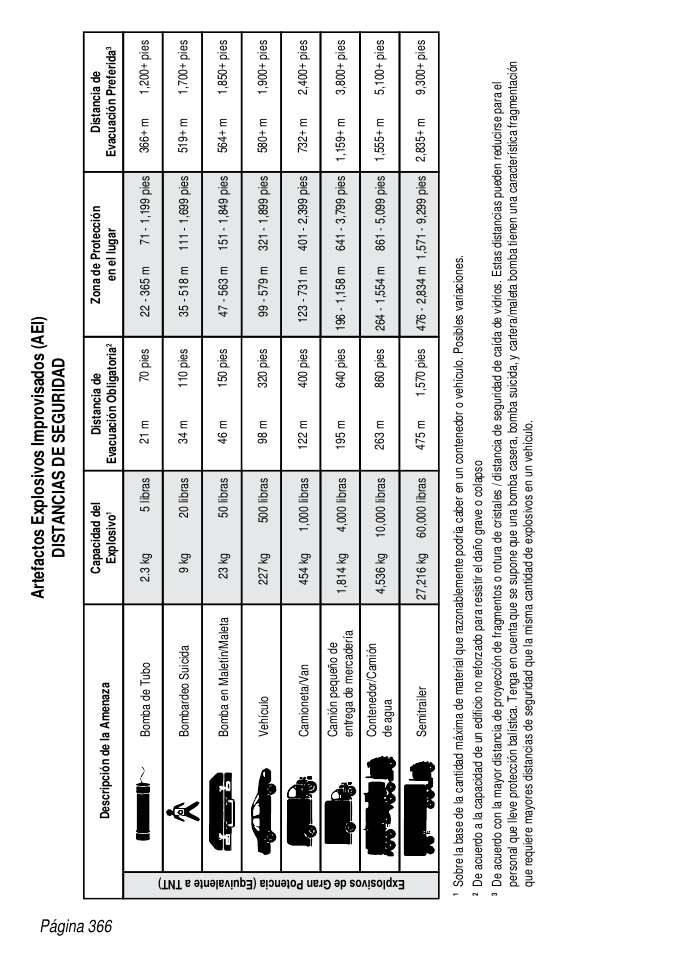 Artefactos Explosivos Improvisados (AEI)
DISTANCIAS DE SEGURIDAD
Descripción de la Amenaza
Capacidad del
Explosivo¹
Distancia de
Evacuación Obligatoria²
Zona de Protección
en el lugar
Distancia de
Evacuación Preferida³
Explosivos de Gran Potencia (Equivalente a TNT)
Bomba de Tubo 2.3 kg 5 libras 21 m 70 pies 22 - 365 m 71 - 1,199 pies 366+ m 1,200+ pies
Bombardeo Suicida 9 kg 20 libras 34 m 110 pies 35 - 518 m 111 - 1,699 pies 519+ m 1,700+ pies
Bomba en Maletín/Maleta 23 kg 50 libras 46 m 150 pies 47 - 563 m 151 - 1,849 pies 564+ m 1,850+ pies
Vehículo 227 kg 500 libras 98 m 320 pies 99 - 579 m 321 - 1,899 pies 580+ m 1,900+ pies
Camioneta/Van 454 kg 1,000 libras 122 m 400 pies 123 - 731 m 401 - 2,399 pies 732+ m 2,400+ pies
Camión pequeño de
entrega de mercadería 1,814 kg 4,000 libras 195 m 640 pies 196 - 1,158 m 641 - 3,799 pies 1,159+ m 3,800+ pies
Contenedor/Camión
de agua 4,536 kg 10,000 libras 263 m 860 pies 264 - 1,554 m 861 - 5,099 pies 1,555+ m 5,100+ pies
Semitrailer 27,216 kg 60,000 libras 475 m 1,570 pies 476 - 2,834 m 1,571 - 9,299 pies 2,835+ m 9,300+ pies
¹ Sobre la base de la cantidad máxima de material que razonablemente podría caber en un contenedor o vehículo. Posibles variaciones.
² De acuerdo a la capacidad de un edificio no reforzado para resistir el daño grave o colapso
³ De acuerdo con la mayor distancia de proyección de fragmentos o rotura de cristales / distancia de seguridad de caída de vidrios. Estas distancias pueden reducirse para el
personal que lleve protección balística. Tenga en cuenta que se supone que una bomba casera, bomba suicida, y cartera/maleta bomba tienen una característica fragmentación
que requiere mayores distancias de seguridad que la misma cantidad de explosivos en un vehículo.
Página 366